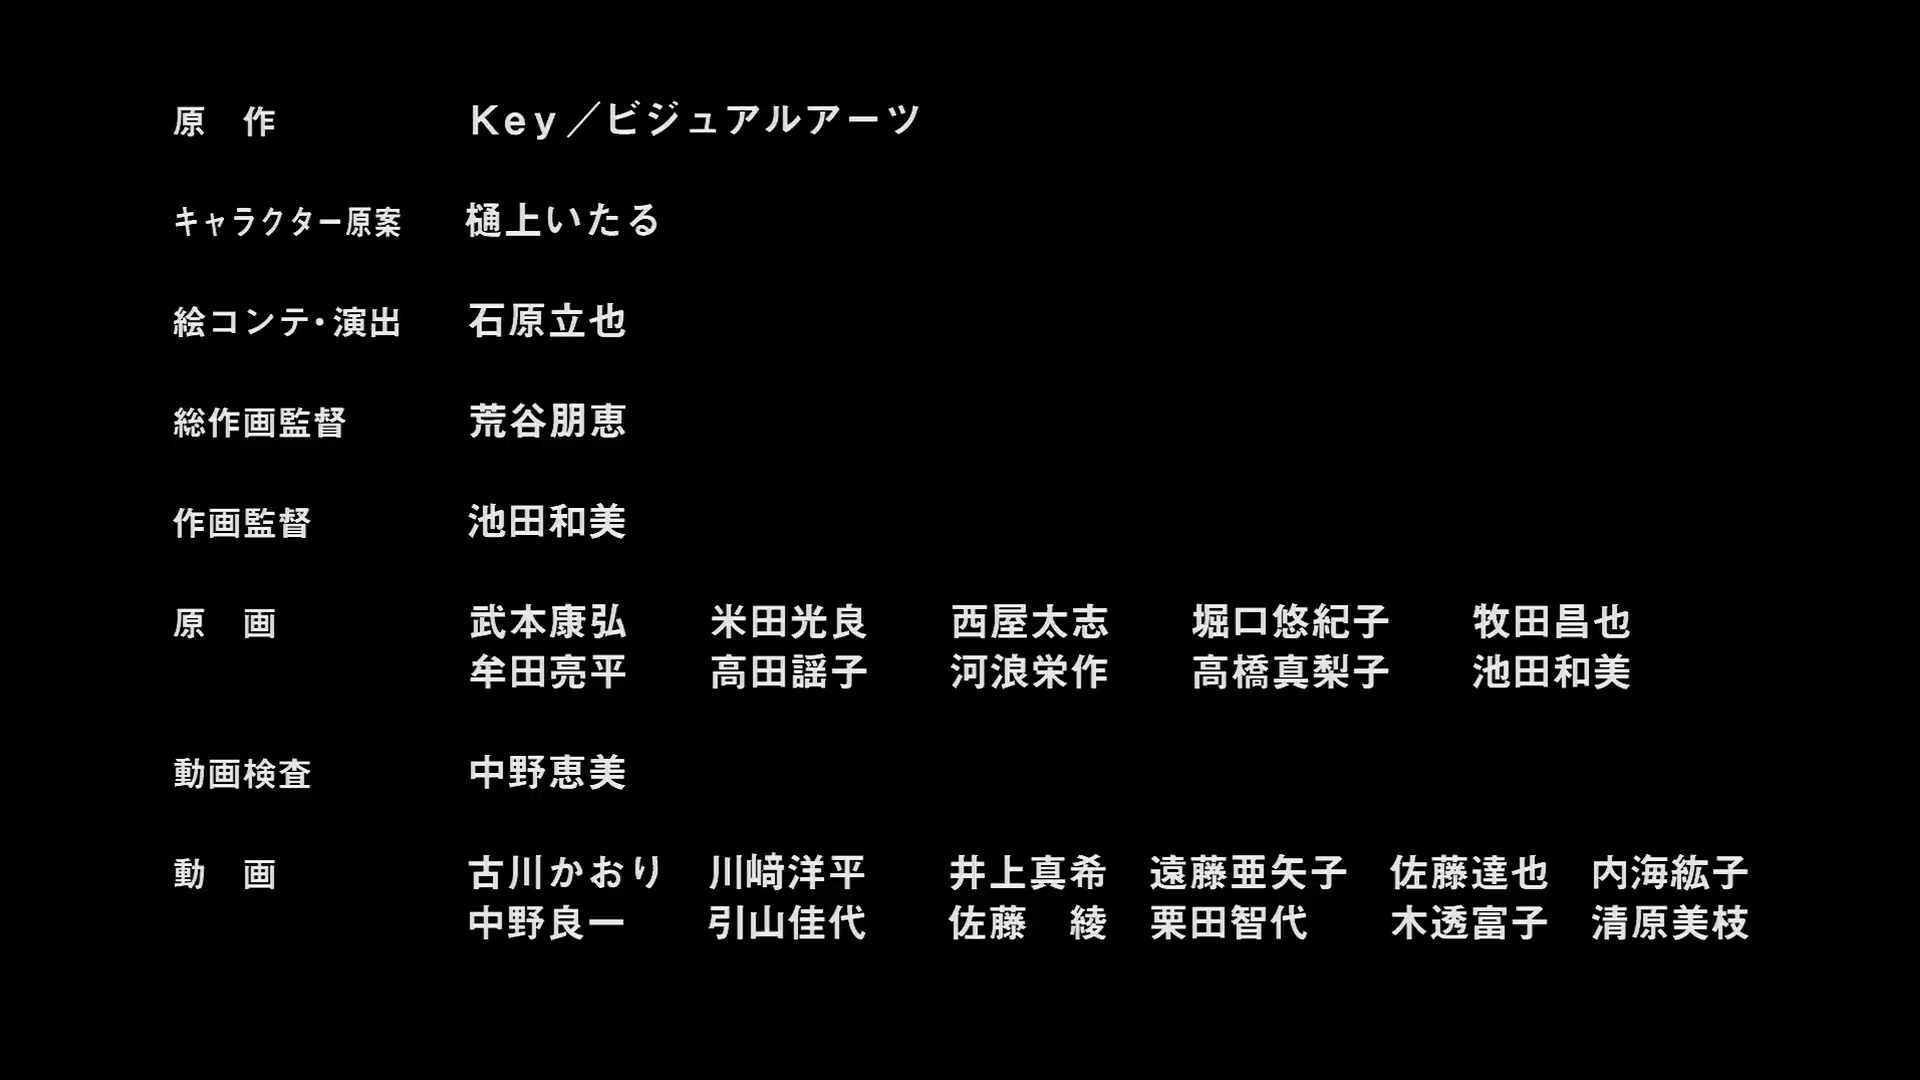 原　作　Ｋｅｙ／ビジュアルアーツ
キャラクター原案　樋上いたる
絵コンテ・演出　石原立也
総作画監督　荒谷朋恵
作画監督　池田和美
原　画　武本康弘　米田光良　西屋太志　堀口悠紀子　牧田昌也
牟田亮平　高田謡子　河浪栄作　高橋真梨子　池田和美
動画検査　中野恵美
動　画　古川かおり　川﨑洋平　井上真希　遠藤亜矢子　佐藤達也　内海紘子
中野良一　引山佳代　佐藤　綾　栗田智代　木透富子　清原美枝